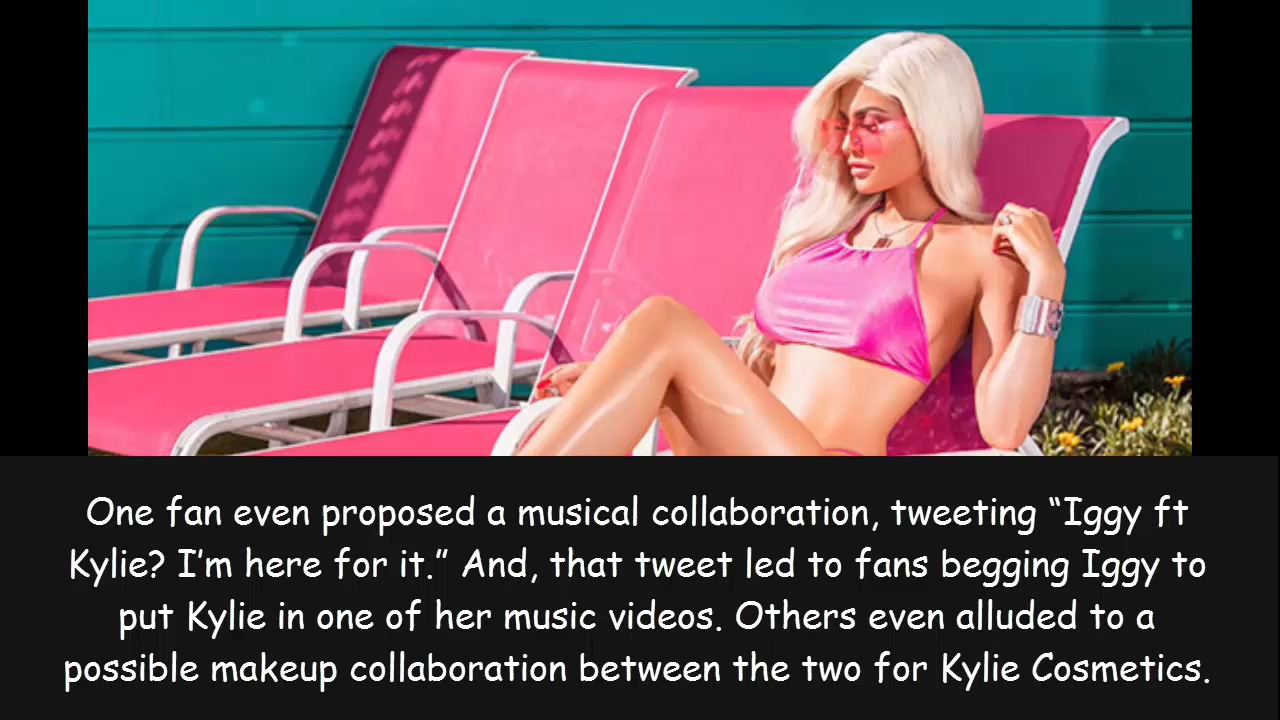 One fan even proposed a musical collaboration, tweeting “Iggy ft
Kylie? I’m here for it.” And, that tweet led to fans begging Iggy to
put Kylie in one of her music videos. Others even alluded to a
possible makeup collaboration between the two for Kylie Cosmetics.